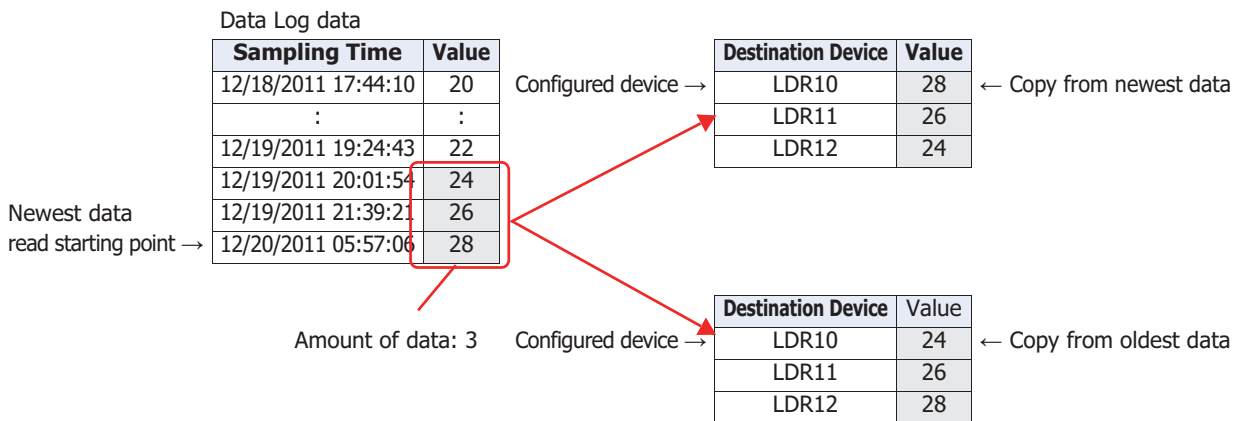 Data Log data
Sampling Time Value
12/18/2011 17:44:10 20
: :
12/19/2011 19:24:43 22
12/19/2011 20:01:54 24
12/19/2011 21:39:21 26
12/20/2011 05:57:06 28
Newest data
read starting point →
Amount of data: 3
Destination Device Value
Configured device → LDR10 28 ← Copy from newest data
LDR11 26
LDR12 24
Destination Device Value
Configured device → LDR10 24 ← Copy from oldest data
LDR11 26
LDR12 28